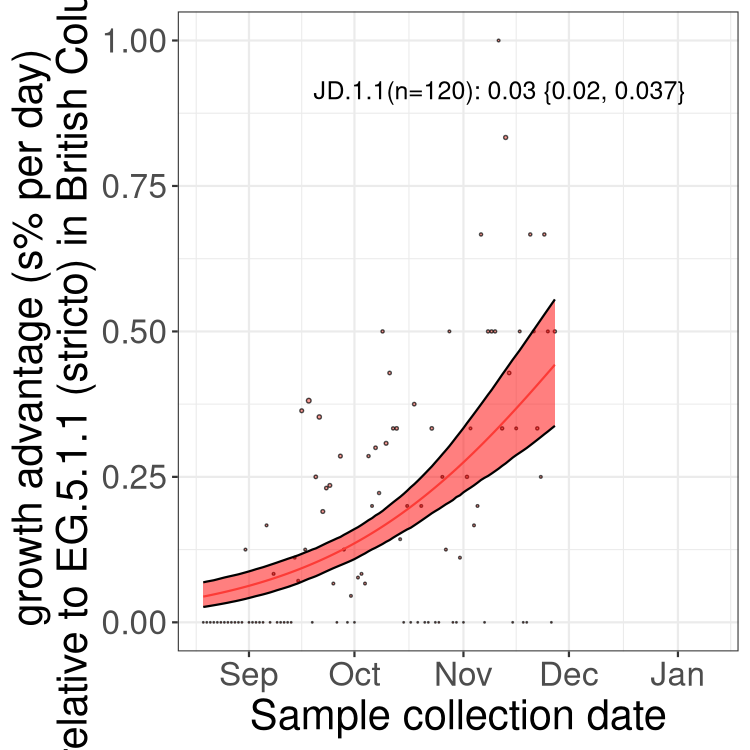 growth advantage (s% per day)
relative to EG.5.1.1 (stricto) in British Colu
1.00
0.75
0.50
0.25
0.00
JD.1.1(n=120): 0.03 {0.02, 0.037}
Sep Oct Nov Dec Jan
Sample collection date